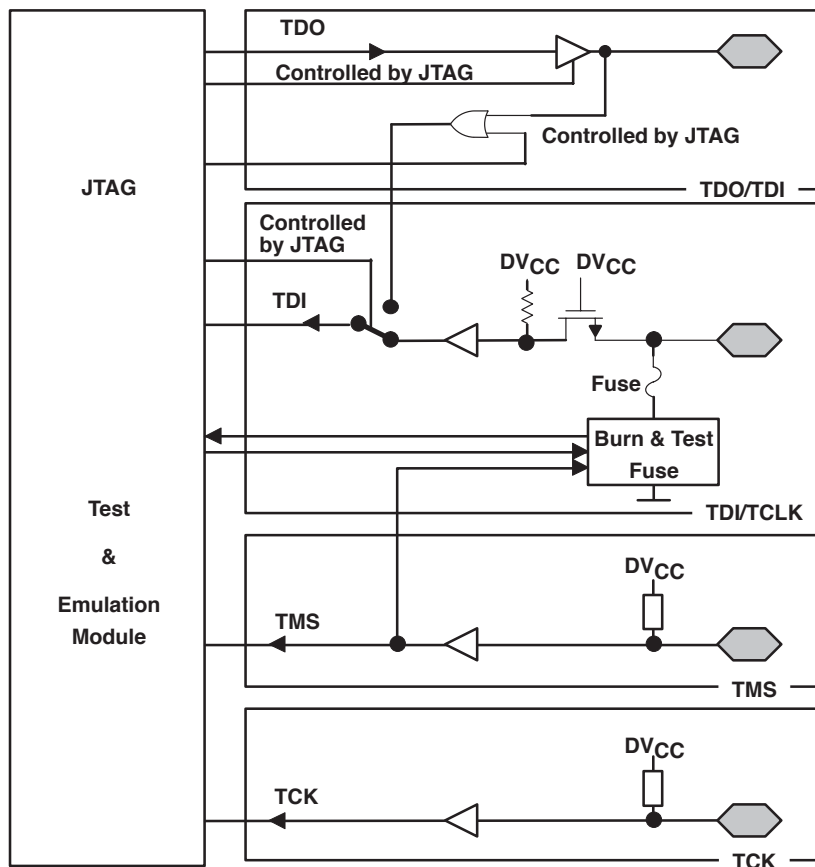 TDO
Controlled by JTAG
Controlled by JTAG
TDO/TDI
JTAG
Controlled
by JTAG
TDI
DVCC
DVCC
Fuse
Burn & Test
Fuse
TDI/TCLK
Test
&
Emulation
Module
DVCC
TMS
TMS
DVCC
TCK
TCK